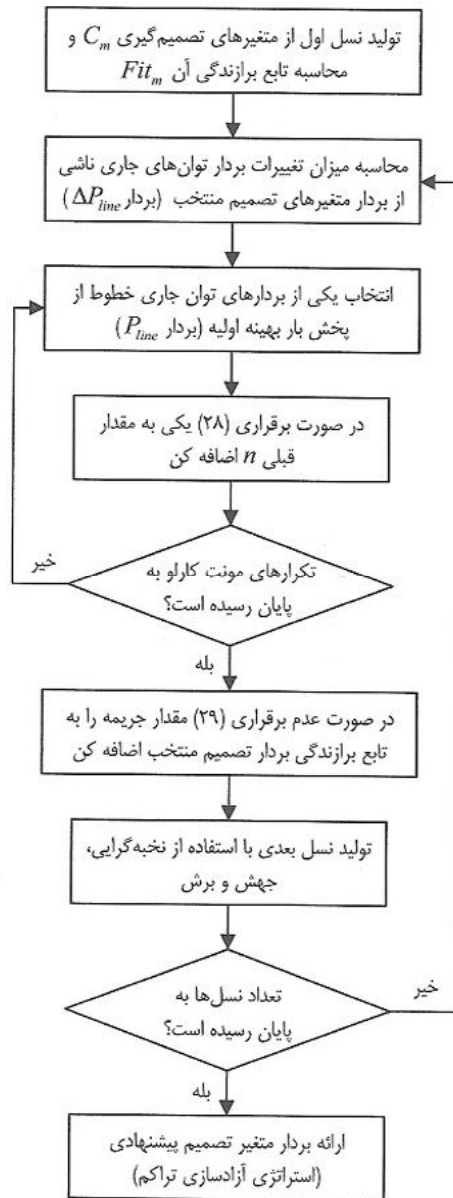 تولید نسل اول از متغیرهای تصمیم‌گیری C_m و
محاسبه تابع برازندگی آن Fit_m
محاسبه میزان تغییرات بردار توان‌های جاری ناشی
از بردار متغیرهای تصمیم منتخب (بردار ΔP_line)
انتخاب یکی از بردارهای توان جاری خطوط از
پخش بار بهینه اولیه (بردار P_line)
در صورت برقراری (۲۸) یکی به مقدار
قبلی n اضافه کن
تکرارهای مونت کارلو به
پایان رسیده است؟
خیر
بله
در صورت عدم برقراری (۲۹) مقدار جریمه را به
تابع برازندگی بردار تصمیم منتخب اضافه کن
تولید نسل بعدی با استفاده از نخبه‌گرایی،
جهش و برش
تعداد نسل‌ها به
پایان رسیده است؟
خیر
بله
ارائه بردار متغیر تصمیم پیشنهادی
(استراتژی آزادسازی تراکم)